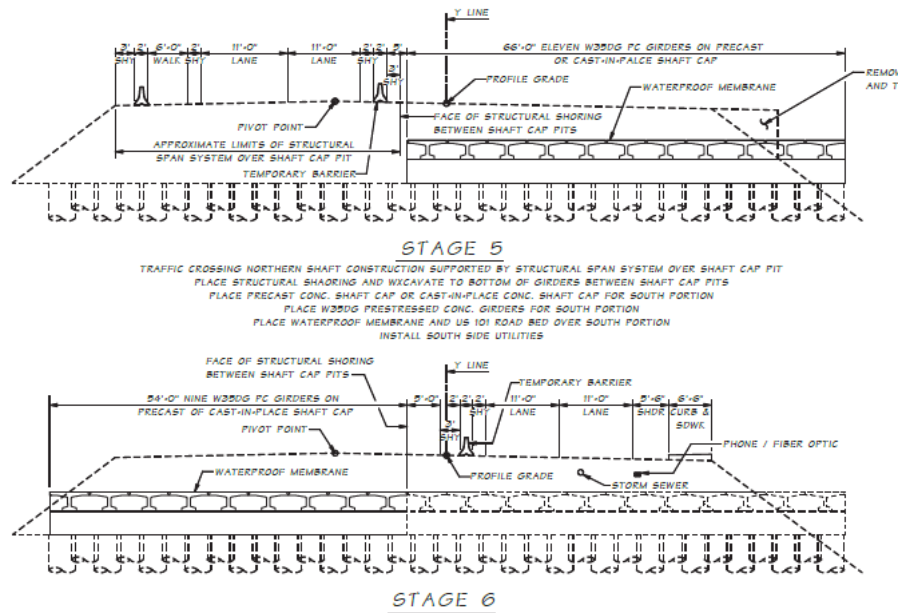 Y LINE
3' 2' 6'-0" 2' 11'-0" 11'-0" 2' 2' 5'
SHY WALK SHY LANE LANE SHY
3'
SHY
66'-0" ELEVEN W35DG PC GIRDERS ON PRECAST
OR CAST-IN-PALCE SHAFT CAP
PROFILE GRADE
WATERPROOF MEMBRANE
REMOV
AND T
PIVOT POINT
FACE OF STRUCTURAL SHORING
BETWEEN SHAFT CAP PITS
APPROXIMATE LIMITS OF STRUCTURAL
SPAN SYSTEM OVER SHAFT CAP PIT
TEMPORARY BARRIER
STAGE 5
TRAFFIC CROSSING NORTHERN SHAFT CONSTRUCTION SUPPORTED BY STRUCTURAL SPAN SYSTEM OVER SHAFT CAP PIT
PLACE STRUCTURAL SHAORING AND WXCAVATE TO BOTTOM OF GIRDERS BETWEEN SHAFT CAP PITS
PLACE PRECAST CONC. SHAFT CAP OR CAST-IN-PLACE CONC. SHAFT CAP FOR SOUTH PORTION
PLACE W35DG PRESTRESSED CONC. GIRDERS FOR SOUTH PORTION
PLACE WATERPROOF MEMBRANE AND US 101 ROAD BED OVER SOUTH PORTION
INSTALL SOUTH SIDE UTILITIES
FACE OF STRUCTURAL SHORING
BETWEEN SHAFT CAP PITS
Y LINE
TEMPORARY BARRIER
54'-0" NINE W35DG PC GIRDERS ON
PRECAST OF CAST-IN-PLACE SHAFT CAP
5'-0" 2' 2' 2' 11'-0" 11'-0" 5'-6" 6'-6"
SHY LANE LANE SHDR CURB &
SDWK
3'
SHY
PIVOT POINT
PHONE / FIBER OPTIC
WATERPROOF MEMBRANE
PROFILE GRADE
STORM SEWER
STAGE 6